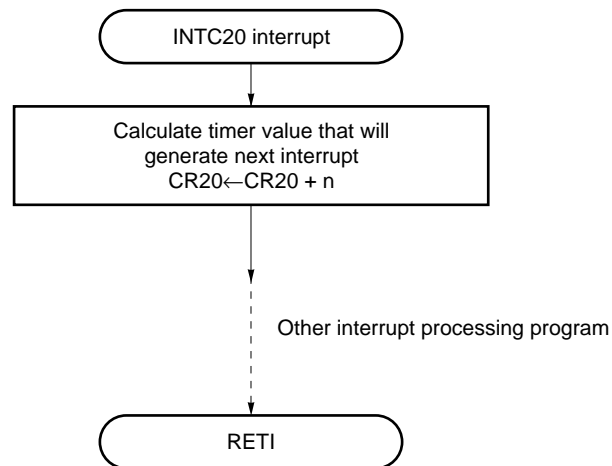 INTC20 interrupt
Calculate timer value that will
generate next interrupt
CR20←CR20 + n
Other interrupt processing program
RETI